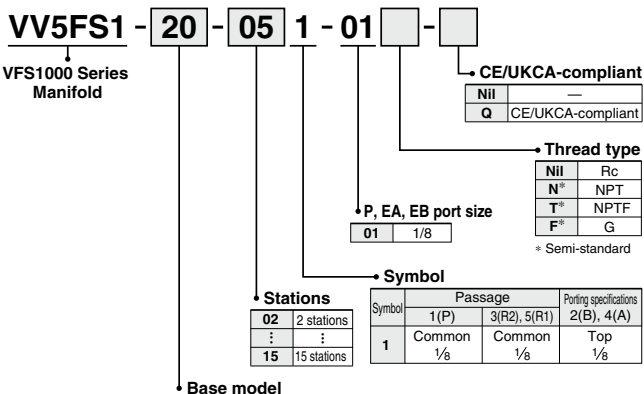 VV5FS1 - 20 - 05 1 - 01 -
VFS1000 Series
Manifold
CE/UKCA-compliant
Nil —
Q CE/UKCA-compliant
Thread type
Nil Rc
N* NPT
T* NPTF
F* G
* Semi-standard
P, EA, EB port size
01 1/8
Symbol
Symbol Passage Porting specifications
1(P) 3(R2), 5(R1) 2(B), 4(A)
1 Common 1⁄8 Common 1⁄8 Top 1⁄8
Stations
02 2 stations
⋮ ⋮
15 15 stations
Base model